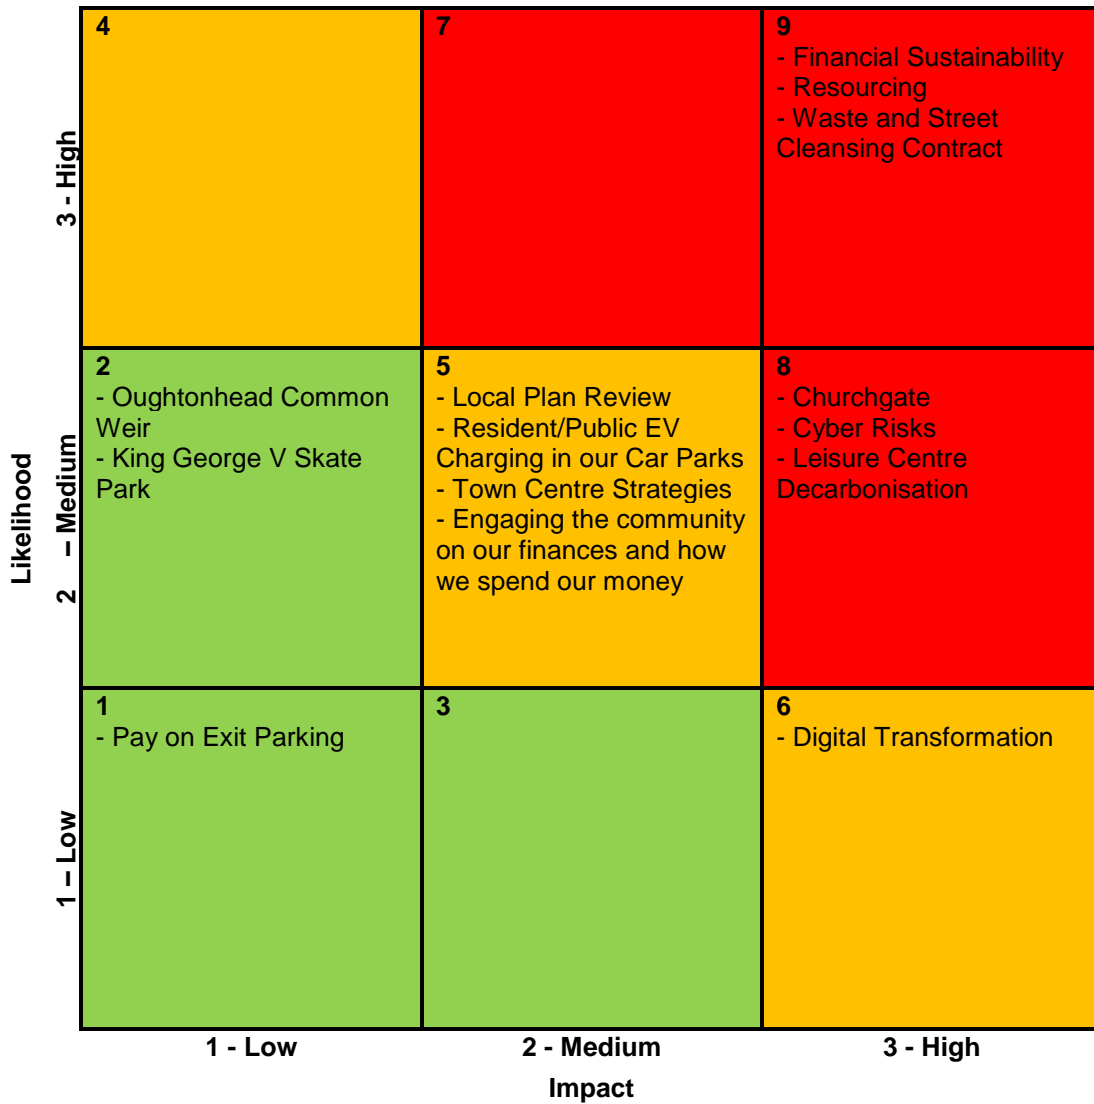 4
7
9
- Financial Sustainability
- Resourcing
- Waste and Street
Cleansing Contract
3 - High
2
- Oughtonhead Common
Weir
- King George V Skate
Park
5
- Local Plan Review
- Resident/Public EV
Charging in our Car Parks
- Town Centre Strategies
- Engaging the community
on our finances and how
we spend our money
8
- Churchgate
- Cyber Risks
- Leisure Centre
Decarbonisation
Likelihood
2 – Medium
1
- Pay on Exit Parking
3
6
- Digital Transformation
1 – Low
1 - Low
2 - Medium
3 - High
Impact